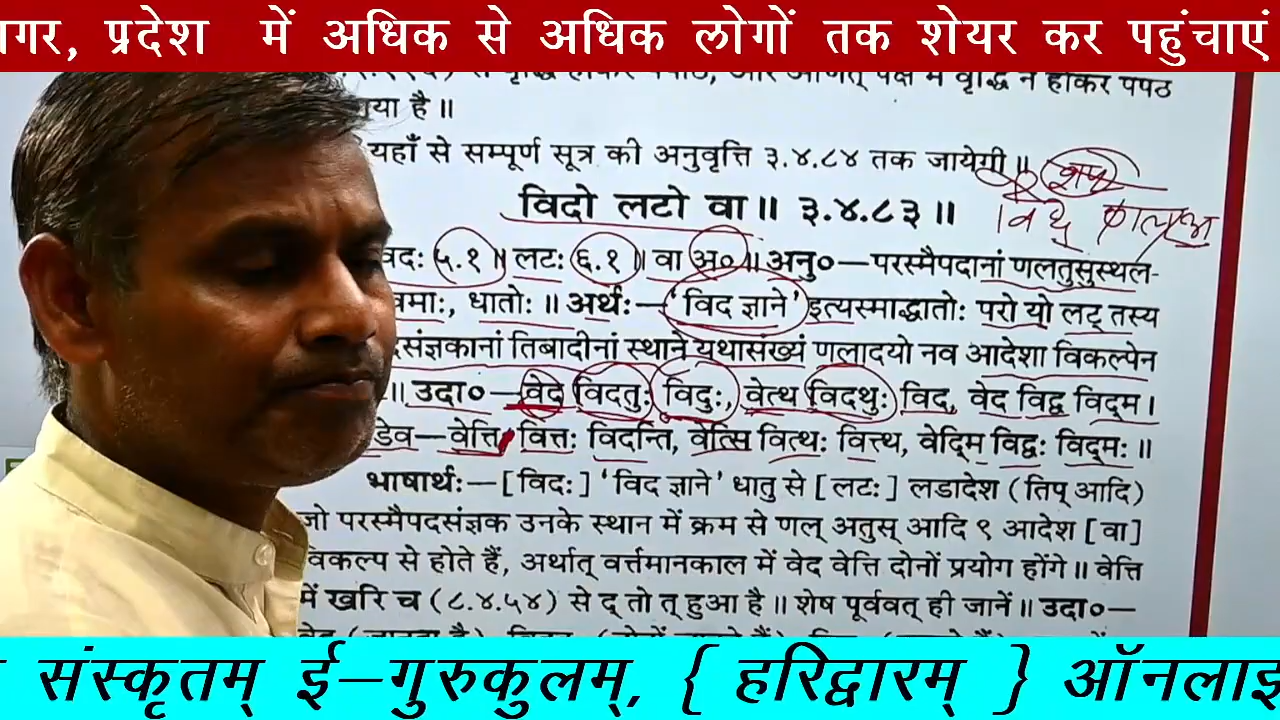 गर, प्रदेश में अधिक से अधिक लोगों तक शेयर कर पहुंचाएं
वृद्धि न होकर पपठ
गया है ॥
यहाँ से सम्पूर्ण सूत्र की अनुवृत्ति ३.४.८४ तक जायेगी ॥
विदो लटो वा ॥ ३.४.८३ ॥
वदः ५.१ ॥ लटः ६.१ ॥ वा अ० ॥ अनु०—परस्मैपदानां णलतुसुस्थल-
वमाः, धातोः ॥ अर्थः—'विद ज्ञाने' इत्यस्माद्धातोः परो यो लट् तस्य
दसंज्ञकानां तिबादीनां स्थाने यथासंख्यं णलादयो नव आदेशा विकल्पेन
॥ उदा०—वेद विदतुः विदुः, वेत्थ विदथुः विद, वेद विद्व विद्म ।
डेव—वेत्ति वित्तः विदन्ति, वेत्सि वित्थः वित्थ, वेद्मि विद्वः विद्मः ॥
भाषार्थः—[विदः] 'विद ज्ञाने' धातु से [लटः] लडादेश (तिप् आदि)
जो परस्मैपदसंज्ञक उनके स्थान में क्रम से णल् अतुस् आदि ९ आदेश [वा]
विकल्प से होते हैं, अर्थात् वर्त्तमानकाल में वेद वेत्ति दोनों प्रयोग होंगे ॥ वेत्ति
में खरि च (८.४.५४) से द् तो त् हुआ है ॥ शेष पूर्ववत् ही जानें ॥ उदा०—
संस्कृतम् ई-गुरुकुलम्, { हरिद्वारम् } ऑनलाइ